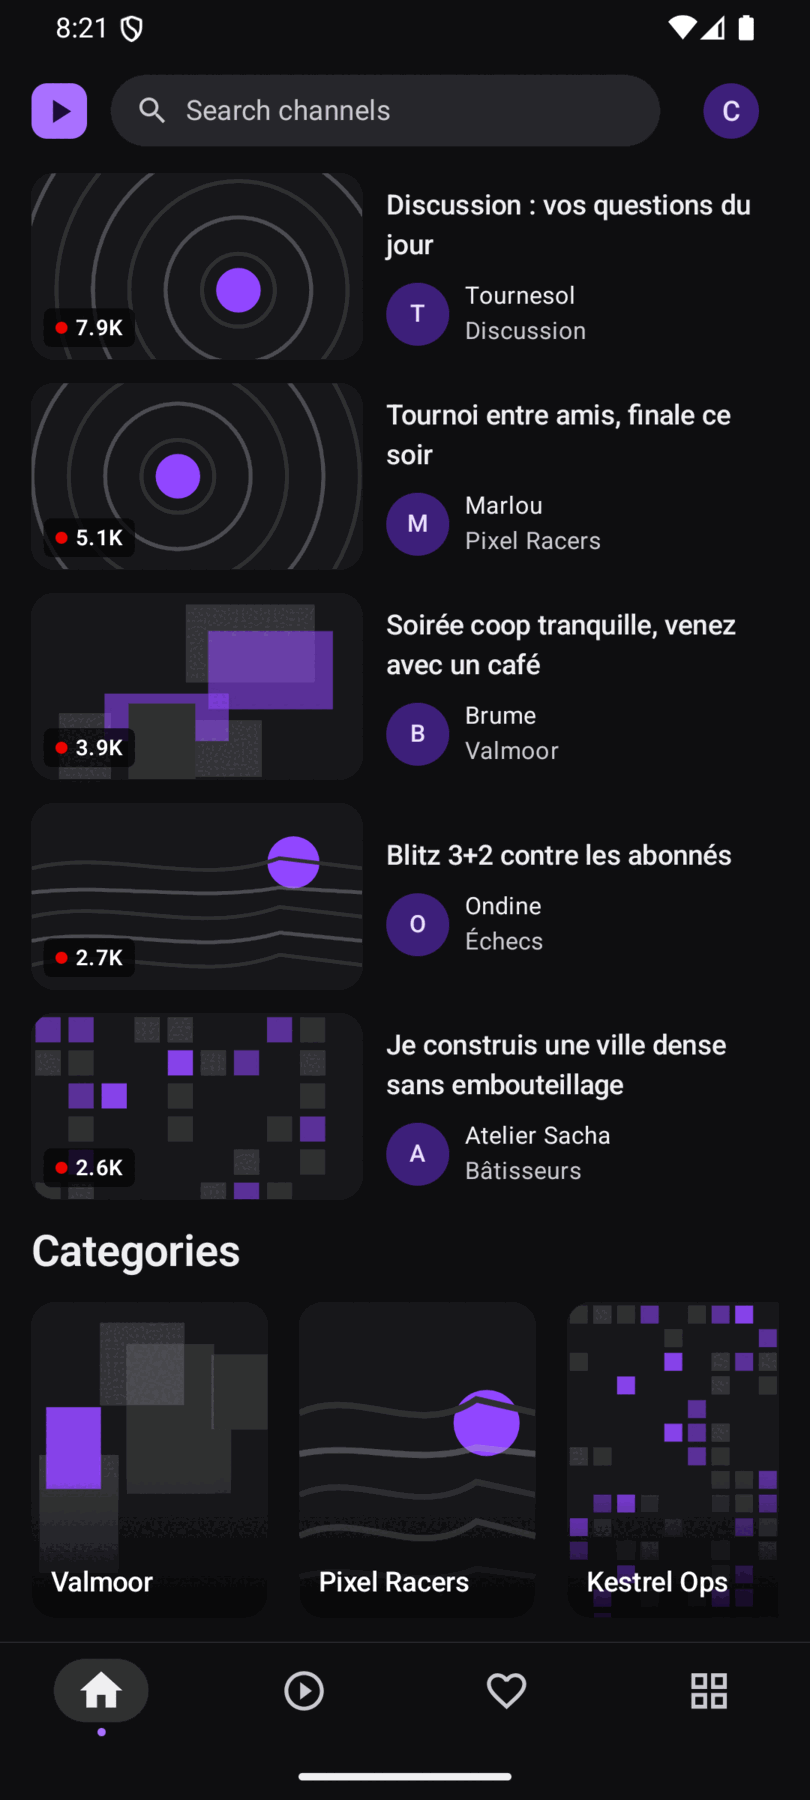 8:21
Search channels
C
Discussion : vos questions du
jour
7.9K
T
Tournesol
Discussion
Tournoi entre amis, finale ce
soir
5.1K
M
Marlou
Pixel Racers
Soirée coop tranquille, venez
avec un café
3.9K
B
Brume
Valmoor
Blitz 3+2 contre les abonnés
2.7K
O
Ondine
Échecs
Je construis une ville dense
sans embouteillage
2.6K
A
Atelier Sacha
Bâtisseurs
Categories
Valmoor
Pixel Racers
Kestrel Ops